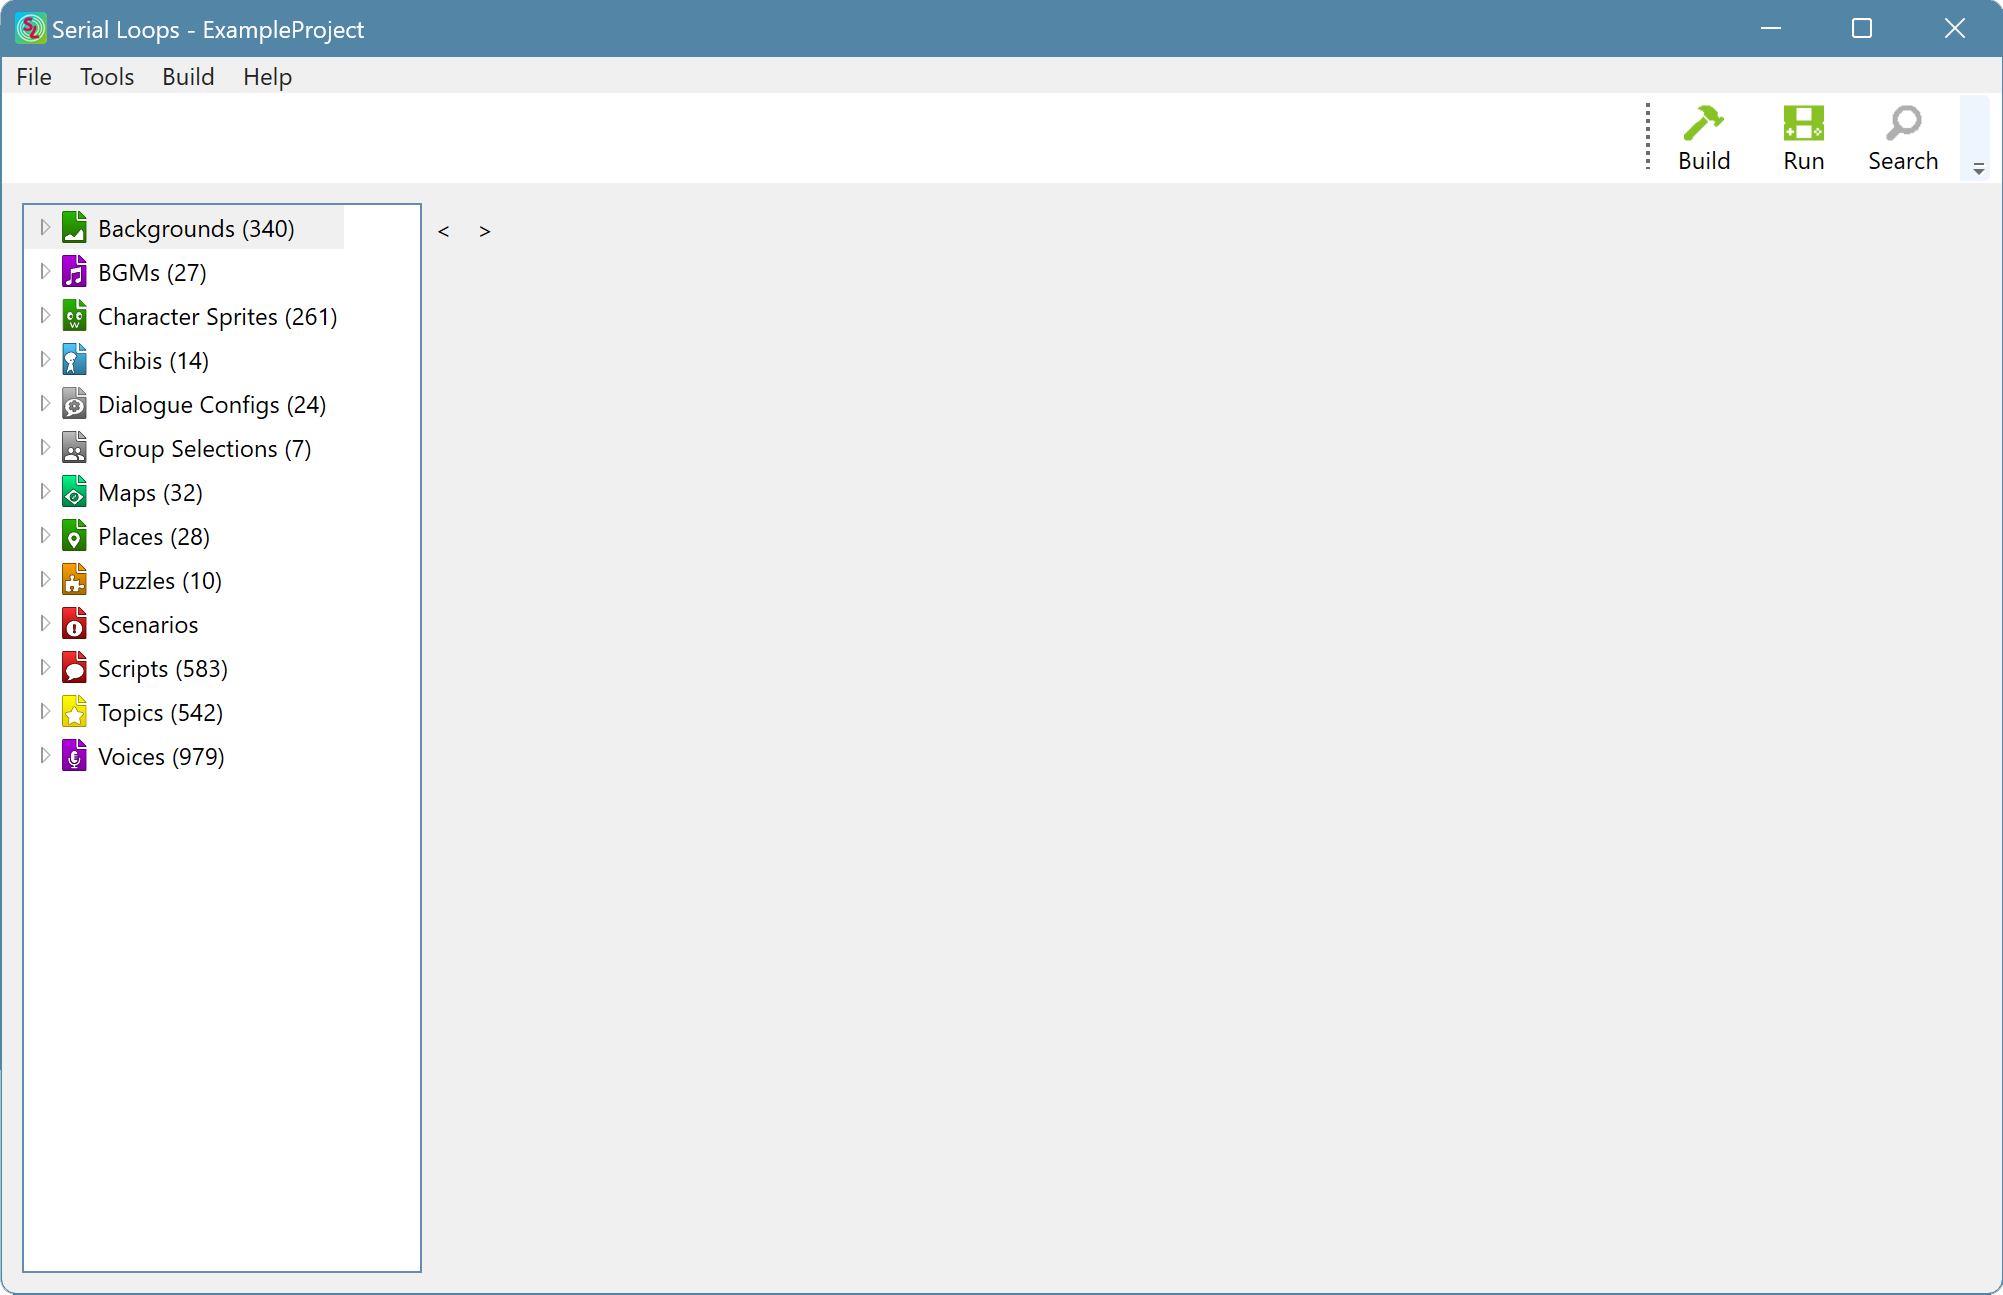 Serial Loops - ExampleProject
File Tools Build Help
Build Run Search
Backgrounds (340)
< >
BGMs (27)
Character Sprites (261)
Chibis (14)
Dialogue Configs (24)
Group Selections (7)
Maps (32)
Places (28)
Puzzles (10)
Scenarios
Scripts (583)
Topics (542)
Voices (979)